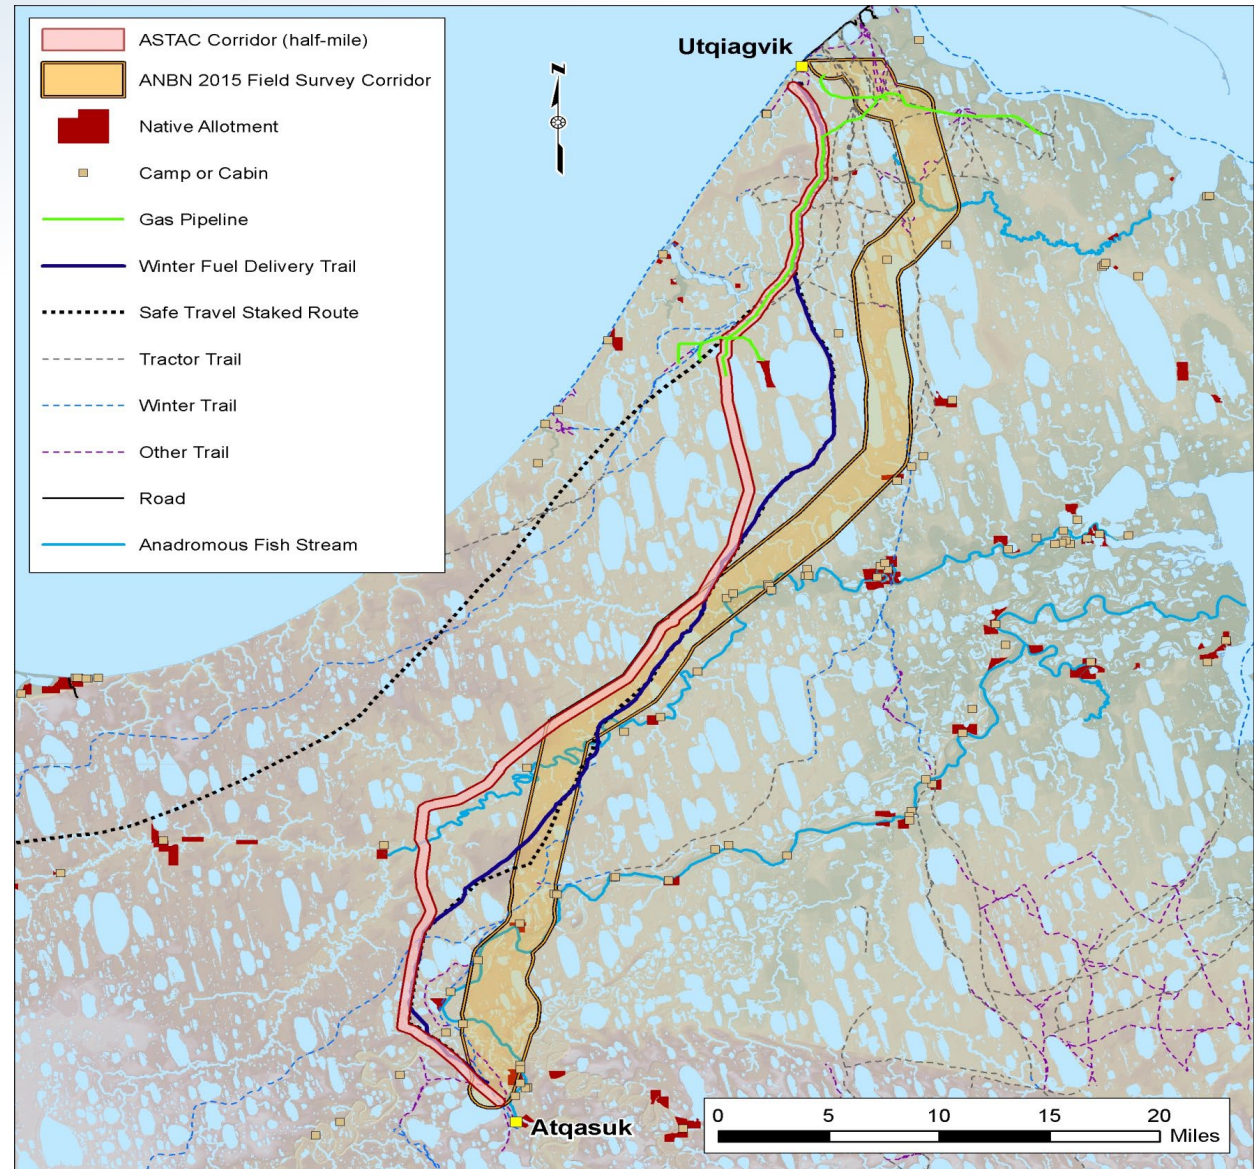 ASTAC Corridor (half-mile)
ANBN 2015 Field Survey Corridor
Native Allotment
Camp or Cabin
Gas Pipeline
Winter Fuel Delivery Trail
Safe Travel Staked Route
Tractor Trail
Winter Trail
Other Trail
Road
Anadromous Fish Stream
Utqiagvik
N
Atqasuk
0 5 10 15 20
Miles